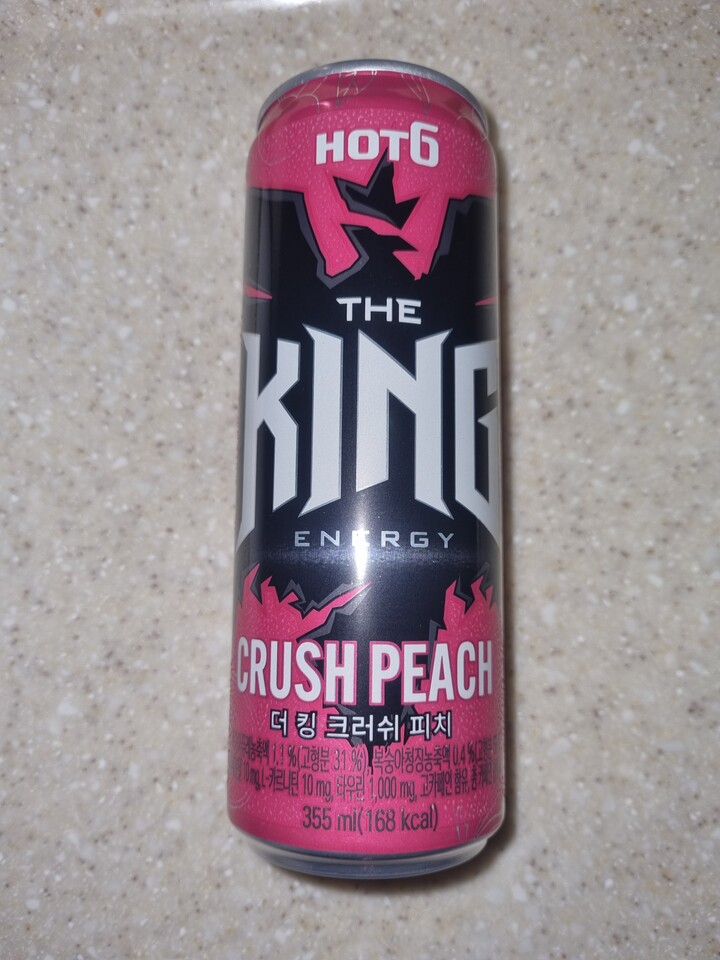 HOT6
THE
KING
ENERGY
CRUSH PEACH
더 킹 크러쉬 피치
1.1 %(고형분 31 %), 복숭아청징농축액 0.4 %
10 mg, L-카르니틴 10 mg, 타우린 1,000 mg, 고카페인 함유,
355 ml(168 kcal)